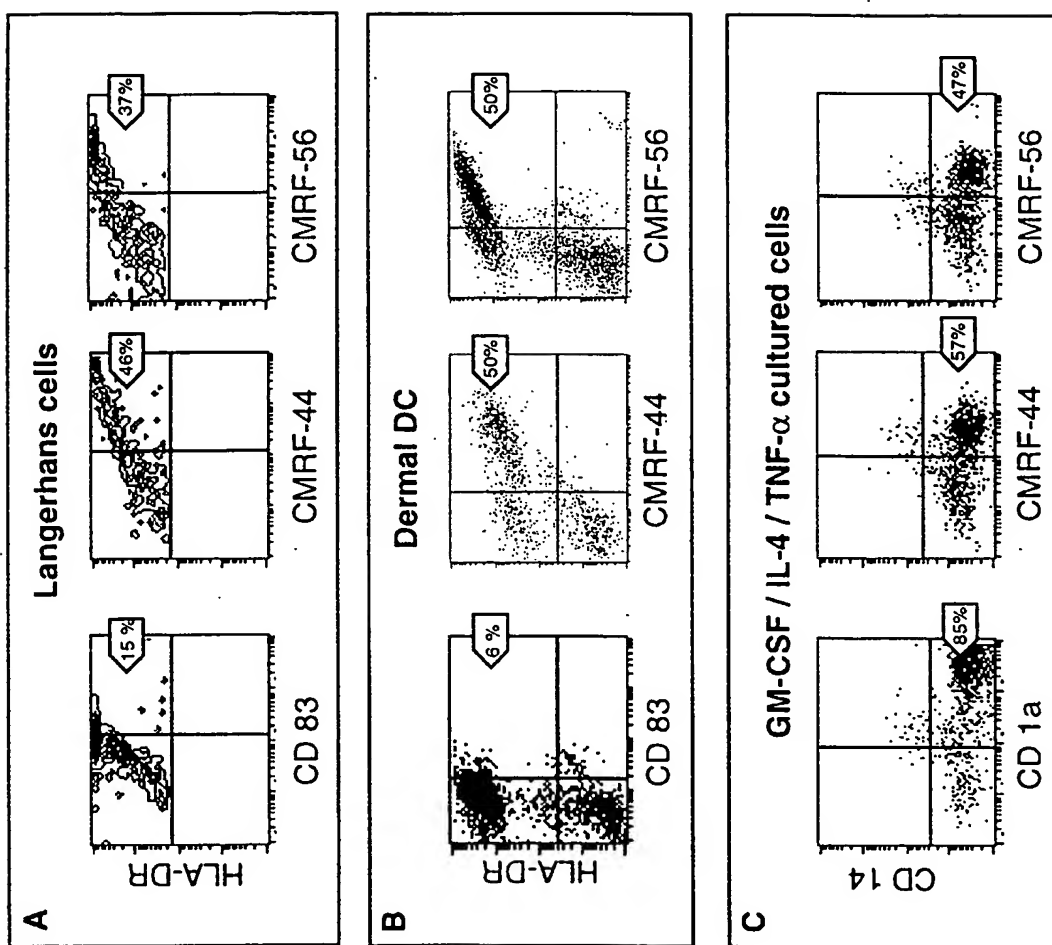 A
Langerhans cells
HLA-DR
15 %
46%
37%
CD 83
CMRF-44
CMRF-56
B
Dermal DC
HLA-DR
6 %
50%
50%
CD 83
CMRF-44
CMRF-56
C
GM-CSF / IL-4 / TNF-α cultured cells
CD 14
85%
57%
47%
CD 1a
CMRF-44
CMRF-56